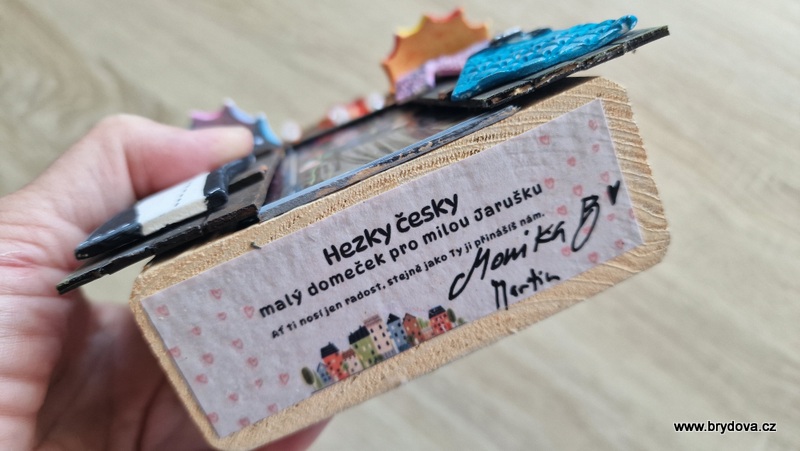 Hezky česky
malý domeček pro milou Jarušku
Ať ti nosí jen radost, stejně jako Ty ji přinášíš nám.
Monika B ♥
Martin
www.brydova.cz